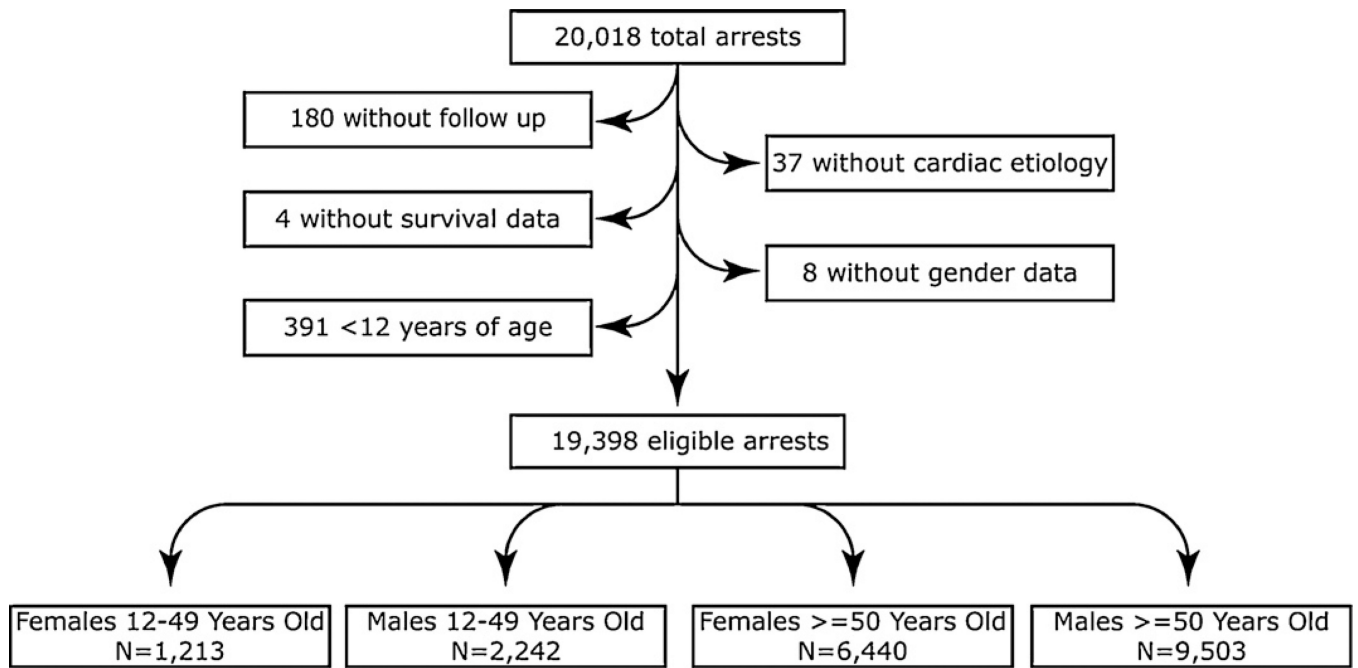 20,018 total arrests
180 without follow up
37 without cardiac etiology
4 without survival data
8 without gender data
391 <12 years of age
19,398 eligible arrests
Females 12-49 Years Old
N=1,213
Males 12-49 Years Old
N=2,242
Females >=50 Years Old
N=6,440
Males >=50 Years Old
N=9,503